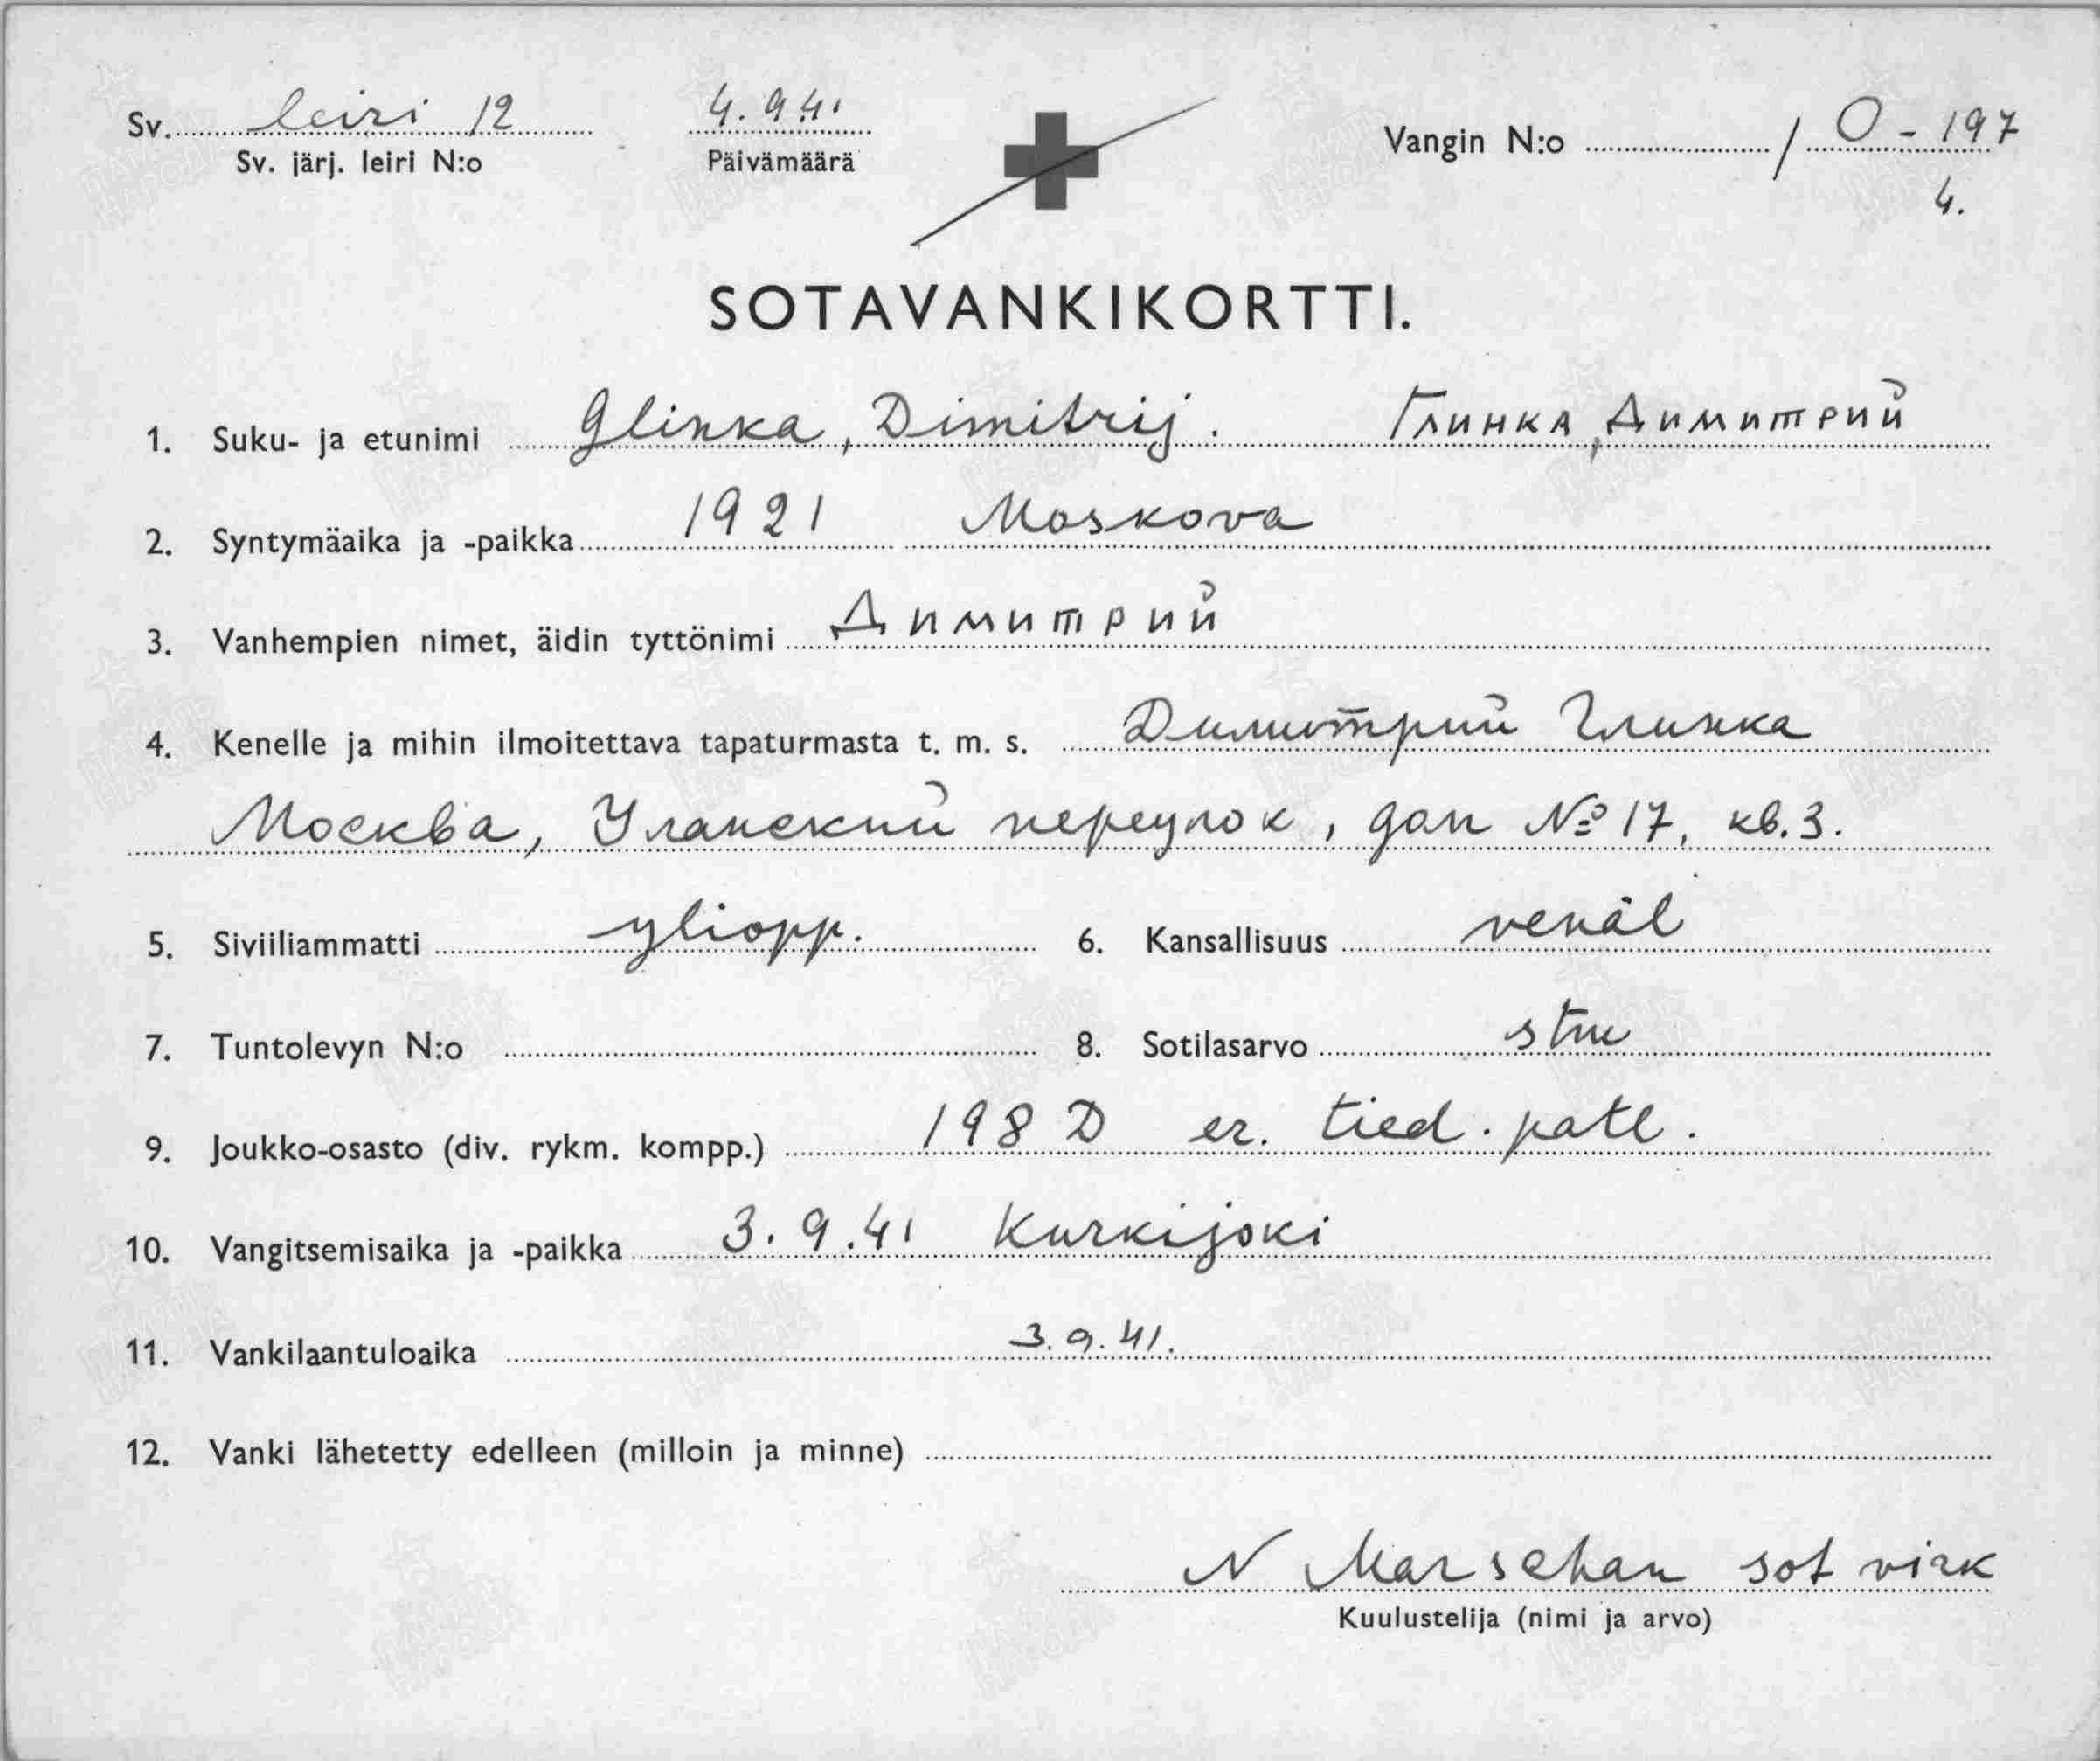 Sv. leiri 12 4.9.41 Vangin N:o / O-197
Sv. järj. leiri N:o Päivämäärä
4.
SOTAVANKIKORTTI.
1. Suku- ja etunimi Glinka, Dimitrij. Глинка, Димитрий
2. Syntymäaika ja -paikka 1921 Moskova
3. Vanhempien nimet, äidin tyttönimi Димитрий
4. Kenelle ja mihin ilmoitettava tapaturmasta t. m. s. Димитрий Глинка
Москва, Уланский переулок, дом № 17, кв. 3.
5. Siviiliammatti yliopp. 6. Kansallisuus venäl
7. Tuntolevyn N:o 8. Sotilasarvo stm
9. Joukko-osasto (div. rykm. kompp.) 198 D er. tied. patl.
10. Vangitsemisaika ja -paikka 3.9.41 Kurkijoki
11. Vankilaantuloaika 3.9.41.
12. Vanki lähetetty edelleen (milloin ja minne)
N Marschan sot virk
Kuulustelija (nimi ja arvo)